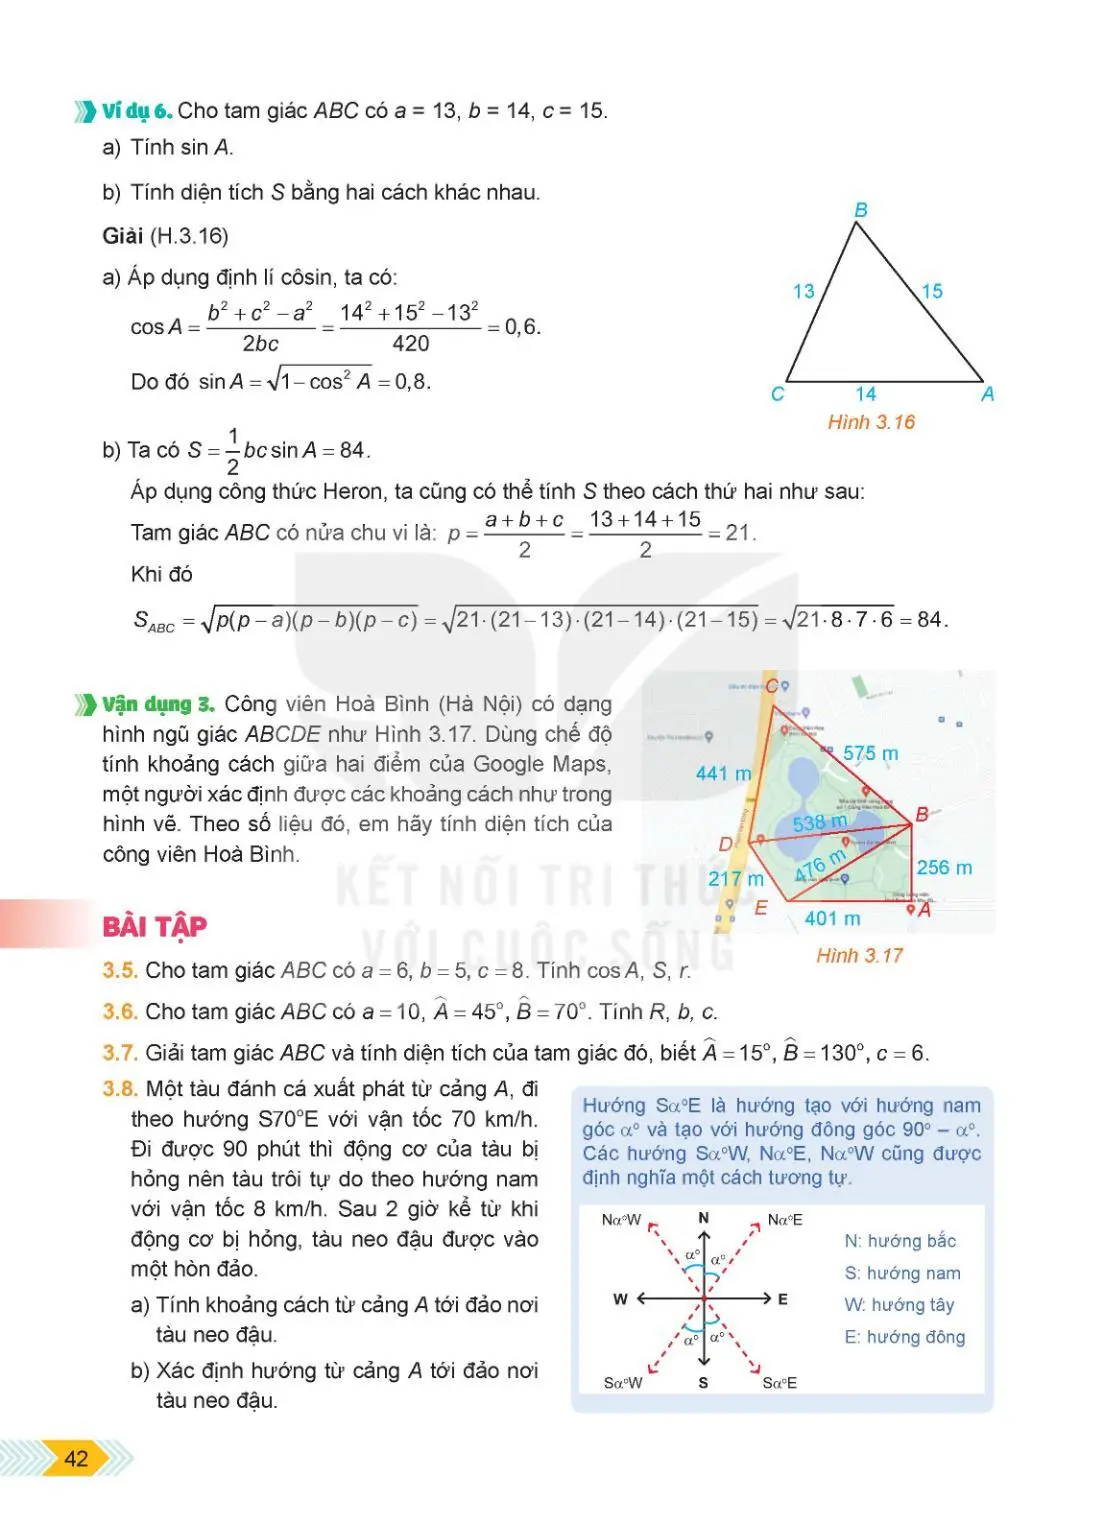 Ví dụ 6. Cho tam giác ABC có a = 13, b = 14, c = 15.
a) Tính sin A.
b) Tính diện tích S bằng hai cách khác nhau.
Giải (H.3.16)
a) Áp dụng định lí côsin, ta có:
cos A = (b² + c² − a²)/(2bc) = (14² + 15² − 13²)/420 = 0,6.
Do đó sin A = √(1 − cos² A) = 0,8.
B
13
15
C
14
A
Hình 3.16
b) Ta có S = 1/2 bc sin A = 84.
Áp dụng công thức Heron, ta cũng có thể tính S theo cách thứ hai như sau:
Tam giác ABC có nửa chu vi là: p = (a + b + c)/2 = (13 + 14 + 15)/2 = 21.
Khi đó
S_ABC = √(p(p − a)(p − b)(p − c)) = √(21·(21 − 13)·(21 − 14)·(21 − 15)) = √(21·8·7·6) = 84.
Vận dụng 3. Công viên Hoà Bình (Hà Nội) có dạng
hình ngũ giác ABCDE như Hình 3.17. Dùng chế độ
tính khoảng cách giữa hai điểm của Google Maps,
một người xác định được các khoảng cách như trong
hình vẽ. Theo số liệu đó, em hãy tính diện tích của
công viên Hoà Bình.
C
575 m
441 m
538 m
B
D
476 m
217 m
256 m
E
401 m
A
Hình 3.17
KẾT NỐI TRI THỨC
VỚI CUỘC SỐNG
BÀI TẬP
3.5. Cho tam giác ABC có a = 6, b = 5, c = 8. Tính cos A, S, r.
3.6. Cho tam giác ABC có a = 10, Â = 45°, B̂ = 70°. Tính R, b, c.
3.7. Giải tam giác ABC và tính diện tích của tam giác đó, biết Â = 15°, B̂ = 130°, c = 6.
3.8. Một tàu đánh cá xuất phát từ cảng A, đi
theo hướng S70°E với vận tốc 70 km/h.
Đi được 90 phút thì động cơ của tàu bị
hỏng nên tàu trôi tự do theo hướng nam
với vận tốc 8 km/h. Sau 2 giờ kể từ khi
động cơ bị hỏng, tàu neo đậu được vào
một hòn đảo.
a) Tính khoảng cách từ cảng A tới đảo nơi
tàu neo đậu.
b) Xác định hướng từ cảng A tới đảo nơi
tàu neo đậu.
Hướng Sα°E là hướng tạo với hướng nam
góc α° và tạo với hướng đông góc 90° − α°.
Các hướng Sα°W, Nα°E, Nα°W cũng được
định nghĩa một cách tương tự.
Nα°W
N
Nα°E
α°
α°
W
E
α°
α°
Sα°W
S
Sα°E
N: hướng bắc
S: hướng nam
W: hướng tây
E: hướng đông
42